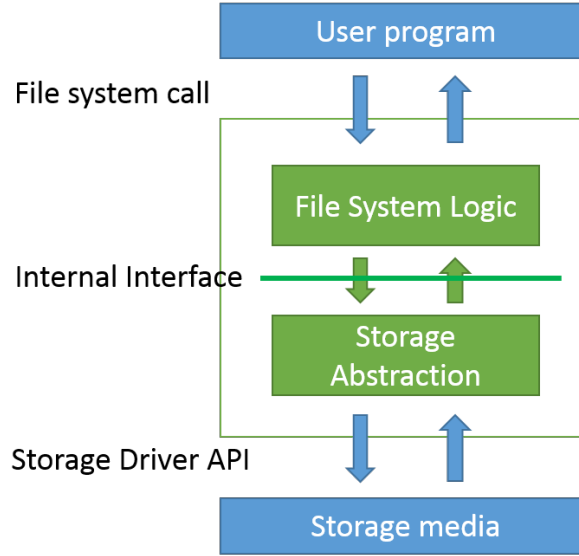 User program
File system call
File System Logic
Internal Interface
Storage
Abstraction
Storage Driver API
Storage media